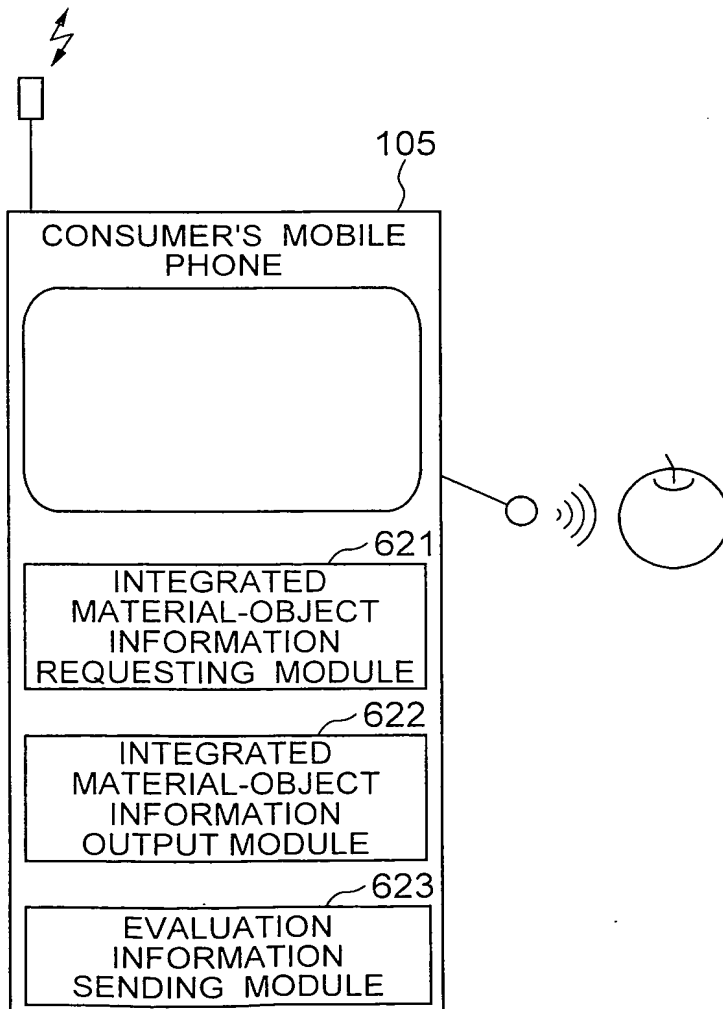 105
CONSUMER'S MOBILE
PHONE
621
INTEGRATED
MATERIAL-OBJECT
INFORMATION
REQUESTING MODULE
622
INTEGRATED
MATERIAL-OBJECT
INFORMATION
OUTPUT MODULE
623
EVALUATION
INFORMATION
SENDING MODULE